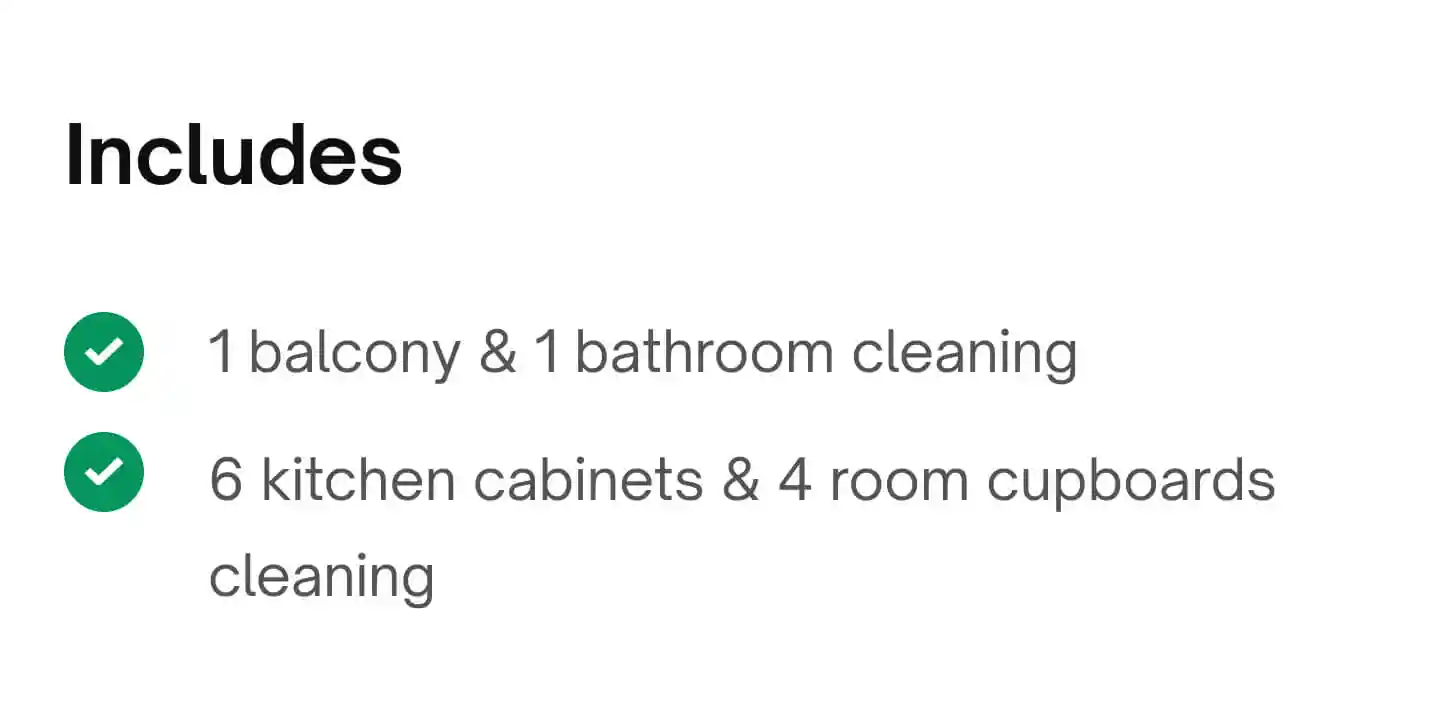 Includes
1 balcony & 1 bathroom cleaning
6 kitchen cabinets & 4 room cupboards
cleaning